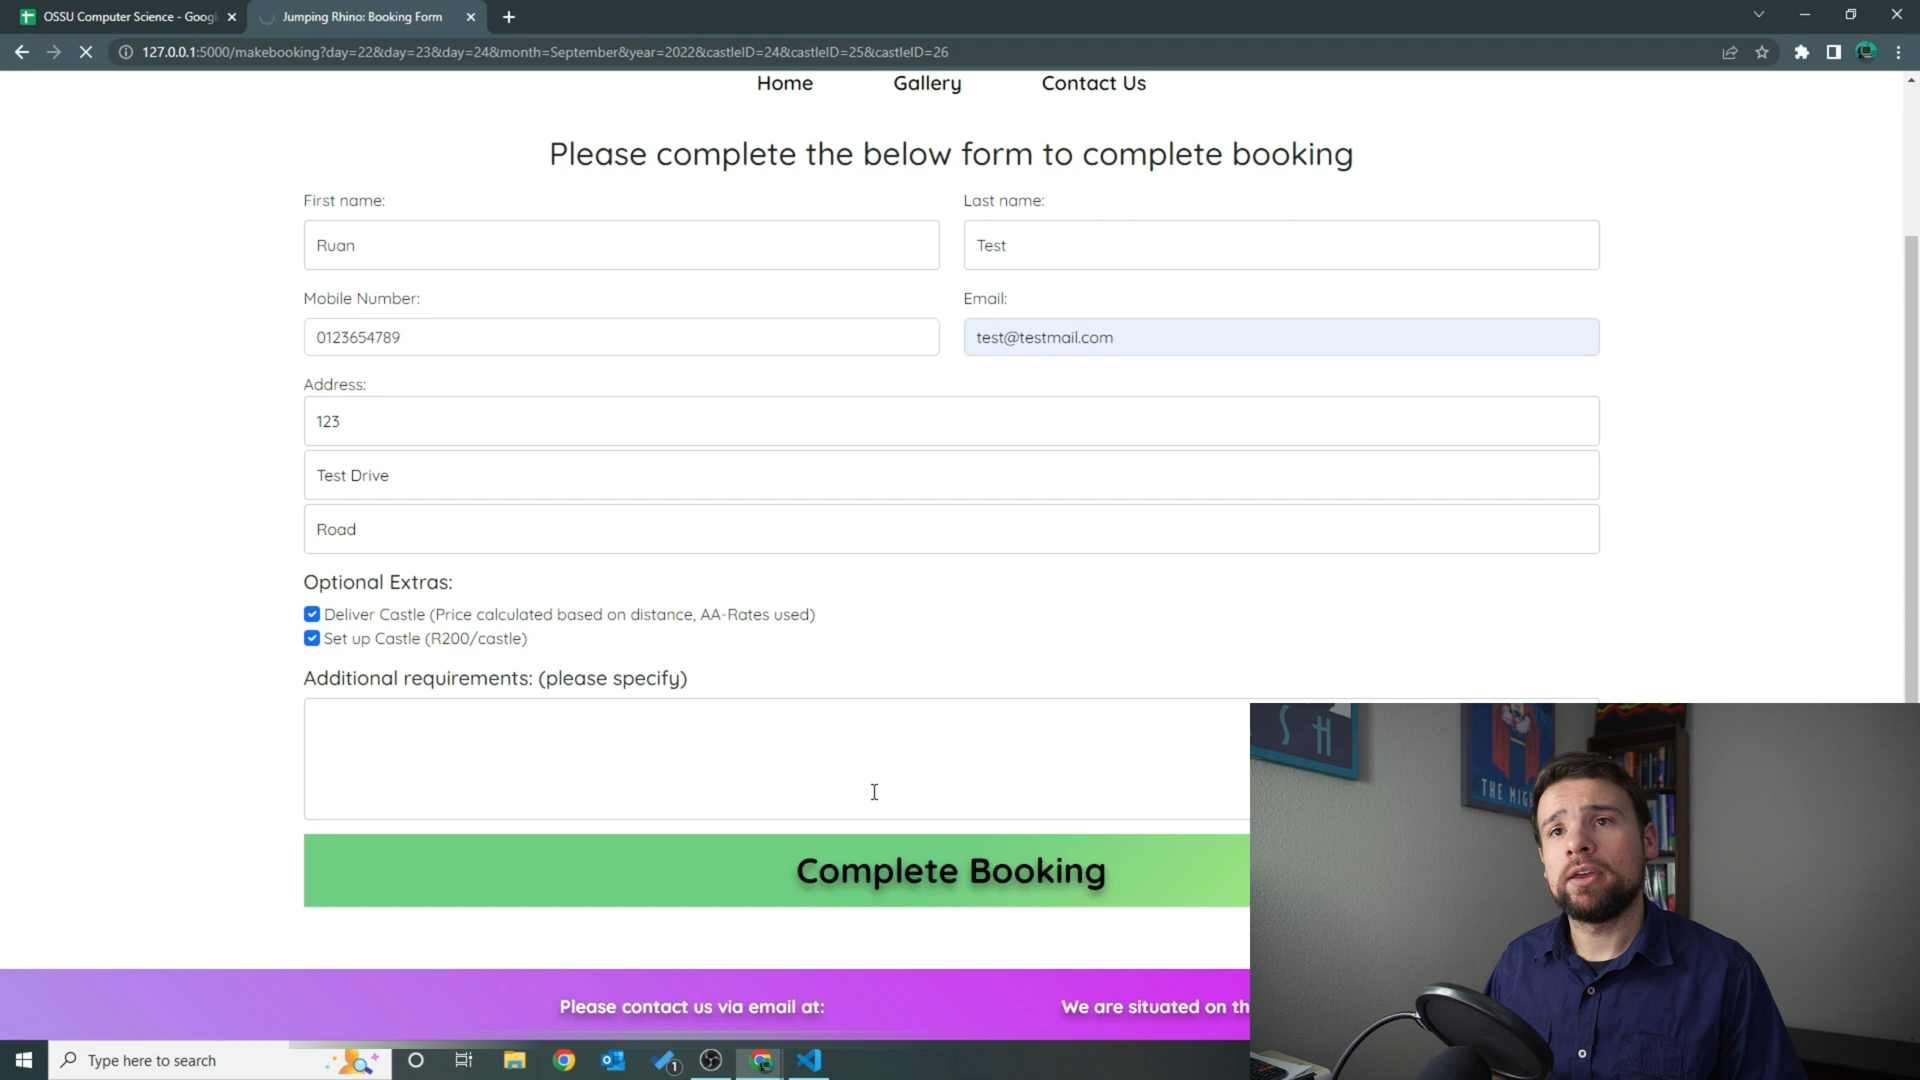 OSSU Computer Science - Goog
Jumping Rhino: Booking Form
127.0.0.1:5000/makebooking?day=22&day=23&day=24&month=September&year=2022&castleID=24&castleID=25&castleID=26
Home Gallery Contact Us
Please complete the below form to complete booking
First name: Last name:
Ruan Test
Mobile Number: Email:
0123654789 test@testmail.com
Address:
123
Test Drive
Road
Optional Extras:
Deliver Castle (Price calculated based on distance, AA-Rates used)
Set up Castle (R200/castle)
Additional requirements: (please specify)
SH
THE MIGH
Complete Booking
Please contact us via email at: We are situated on th
Type here to search
1